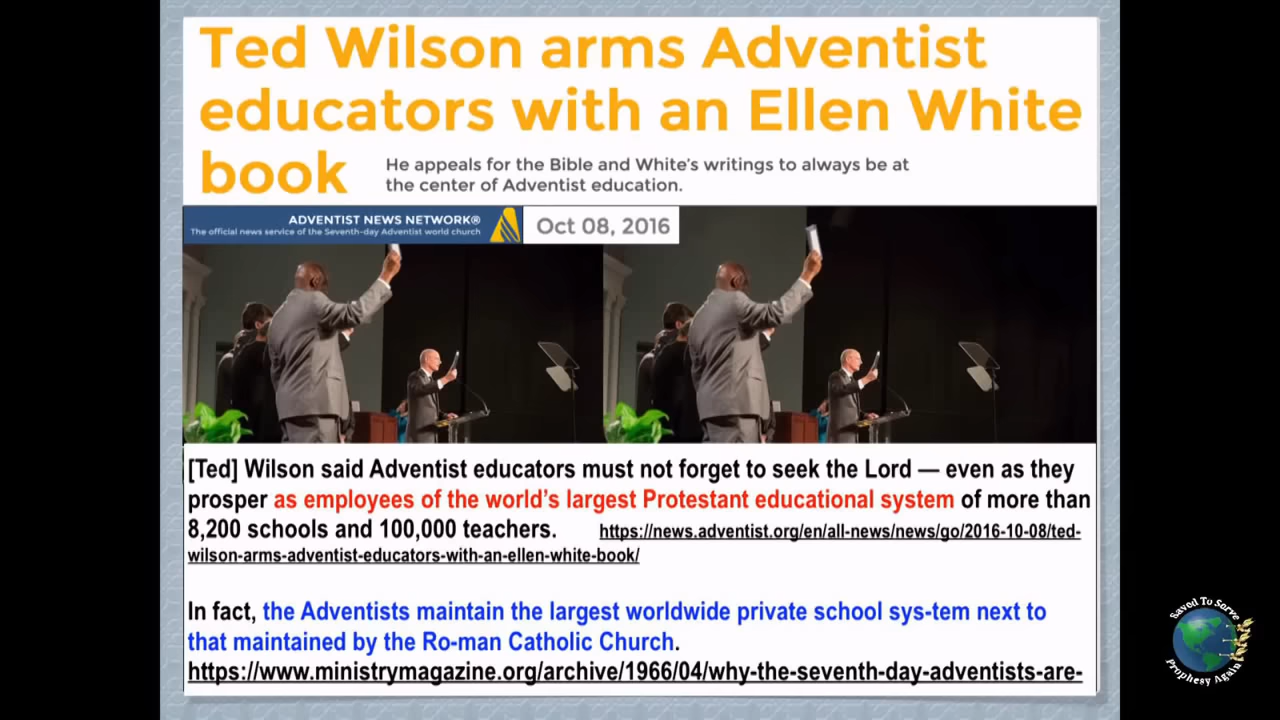 Ted Wilson arms Adventist
educators with an Ellen White
book
He appeals for the Bible and White's writings to always be at
the center of Adventist education.
ADVENTIST NEWS NETWORK®
The official news service of the Seventh-day Adventist world church
Oct 08, 2016
[Ted] Wilson said Adventist educators must not forget to seek the Lord — even as they
prosper as employees of the world's largest Protestant educational system of more than
8,200 schools and 100,000 teachers.
https://news.adventist.org/en/all-news/news/go/2016-10-08/ted-
wilson-arms-adventist-educators-with-an-ellen-white-book/
In fact, the Adventists maintain the largest worldwide private school sys-tem next to
that maintained by the Ro-man Catholic Church.
https://www.ministrymagazine.org/archive/1966/04/why-the-seventh-day-adventists-are-
Saved To Serve
Prophesy Again